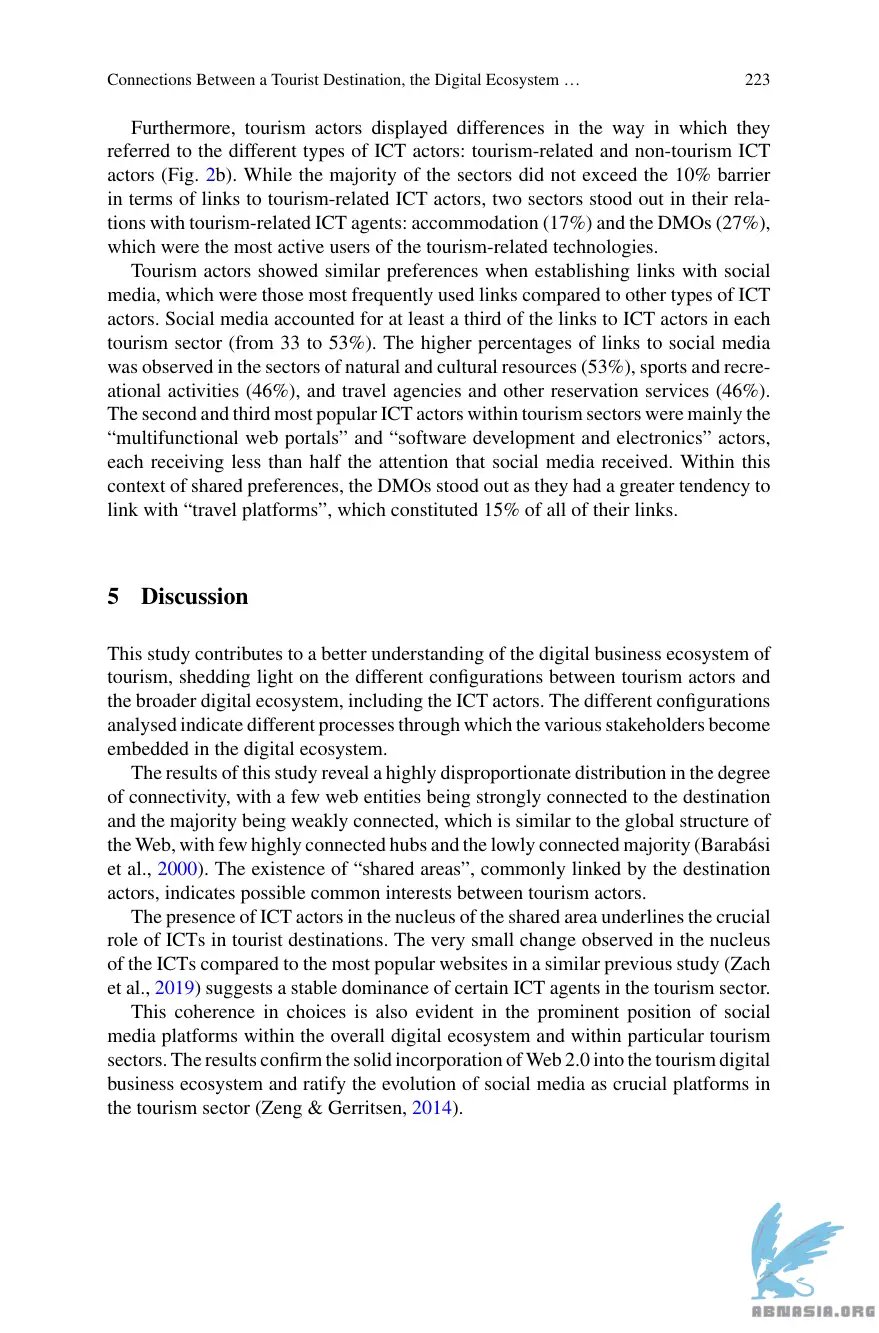 Connections Between a Tourist Destination, the Digital Ecosystem … 223
Furthermore, tourism actors displayed differences in the way in which they
referred to the different types of ICT actors: tourism-related and non-tourism ICT
actors (Fig. 2b). While the majority of the sectors did not exceed the 10% barrier
in terms of links to tourism-related ICT actors, two sectors stood out in their rela-
tions with tourism-related ICT agents: accommodation (17%) and the DMOs (27%),
which were the most active users of the tourism-related technologies.
Tourism actors showed similar preferences when establishing links with social
media, which were those most frequently used links compared to other types of ICT
actors. Social media accounted for at least a third of the links to ICT actors in each
tourism sector (from 33 to 53%). The higher percentages of links to social media
was observed in the sectors of natural and cultural resources (53%), sports and recre-
ational activities (46%), and travel agencies and other reservation services (46%).
The second and third most popular ICT actors within tourism sectors were mainly the
“multifunctional web portals” and “software development and electronics” actors,
each receiving less than half the attention that social media received. Within this
context of shared preferences, the DMOs stood out as they had a greater tendency to
link with “travel platforms”, which constituted 15% of all of their links.
5 Discussion
This study contributes to a better understanding of the digital business ecosystem of
tourism, shedding light on the different configurations between tourism actors and
the broader digital ecosystem, including the ICT actors. The different configurations
analysed indicate different processes through which the various stakeholders become
embedded in the digital ecosystem.
The results of this study reveal a highly disproportionate distribution in the degree
of connectivity, with a few web entities being strongly connected to the destination
and the majority being weakly connected, which is similar to the global structure of
the Web, with few highly connected hubs and the lowly connected majority (Barabási
et al., 2000). The existence of “shared areas”, commonly linked by the destination
actors, indicates possible common interests between tourism actors.
The presence of ICT actors in the nucleus of the shared area underlines the crucial
role of ICTs in tourist destinations. The very small change observed in the nucleus
of the ICTs compared to the most popular websites in a similar previous study (Zach
et al., 2019) suggests a stable dominance of certain ICT agents in the tourism sector.
This coherence in choices is also evident in the prominent position of social
media platforms within the overall digital ecosystem and within particular tourism
sectors. The results confirm the solid incorporation of Web 2.0 into the tourism digital
business ecosystem and ratify the evolution of social media as crucial platforms in
the tourism sector (Zeng & Gerritsen, 2014).
ABNASIA.ORG